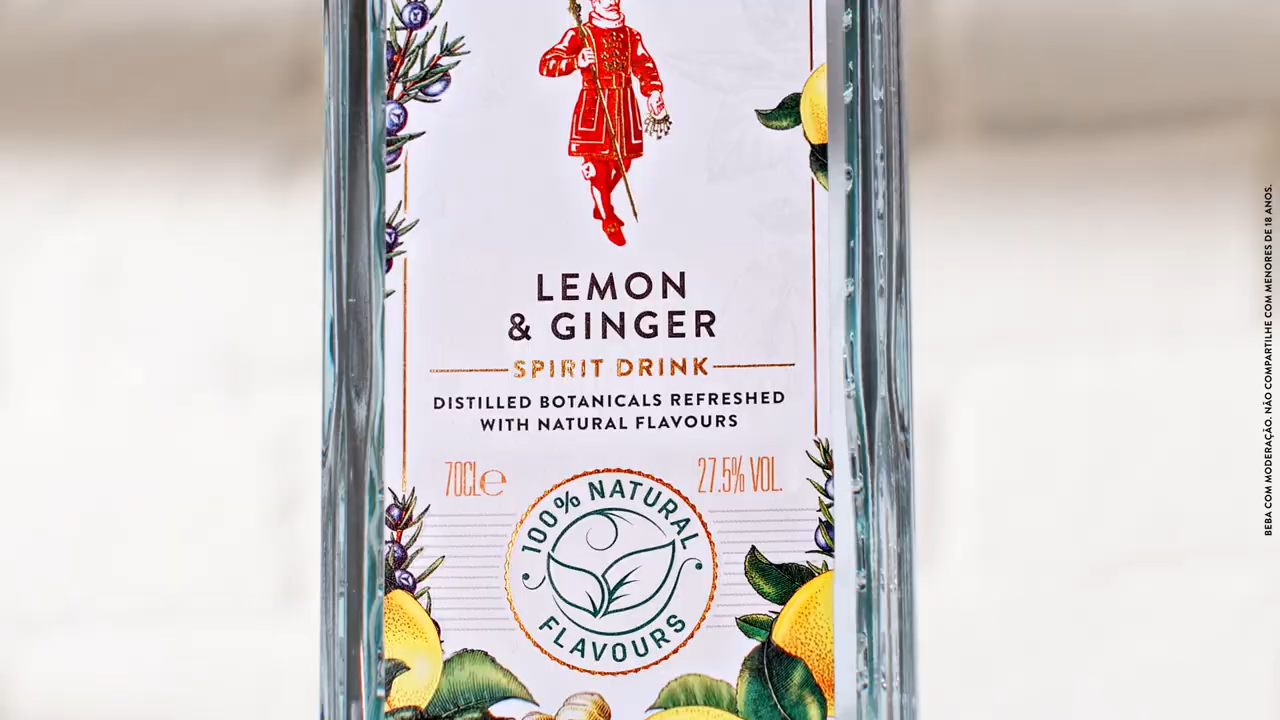 LEMON
& GINGER
SPIRIT DRINK
DISTILLED BOTANICALS REFRESHED
WITH NATURAL FLAVOURS
70CLe
27.5% VOL.
100% NATURAL
FLAVOURS
BEBA COM MODERAÇÃO. NÃO COMPARTILHE COM MENORES DE 18 ANOS.